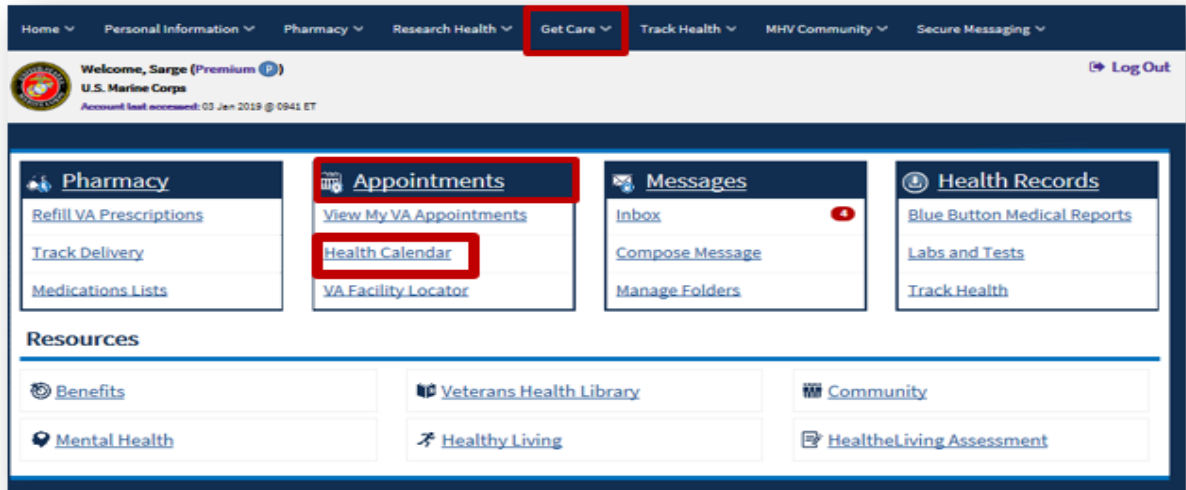 Home Personal Information Pharmacy Research Health Get Care Track Health MHV Community Secure Messaging
Welcome, Sarge (Premium P)
U.S. Marine Corps
Account last accessed: 03 Jan 2019 @ 0941 ET
Log Out
Pharmacy
Refill VA Prescriptions
Track Delivery
Medications Lists
Appointments
View My VA Appointments
Health Calendar
VA Facility Locator
Messages
Inbox 4
Compose Message
Manage Folders
Health Records
Blue Button Medical Reports
Labs and Tests
Track Health
Resources
Benefits Veterans Health Library Community
Mental Health Healthy Living HealtheLiving Assessment